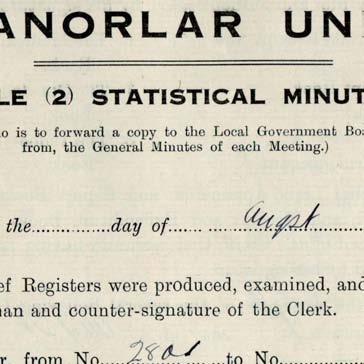 ANORLAR UN
LE (2) STATISTICAL MINUT
o is to forward a copy to the Local Government Boa
from, the General Minutes of each Meeting.)
the...............day of...... ... Augst
ef Registers were produced, examined, and
man and counter-signature of the Clerk.
r, from No. 2801 to No.